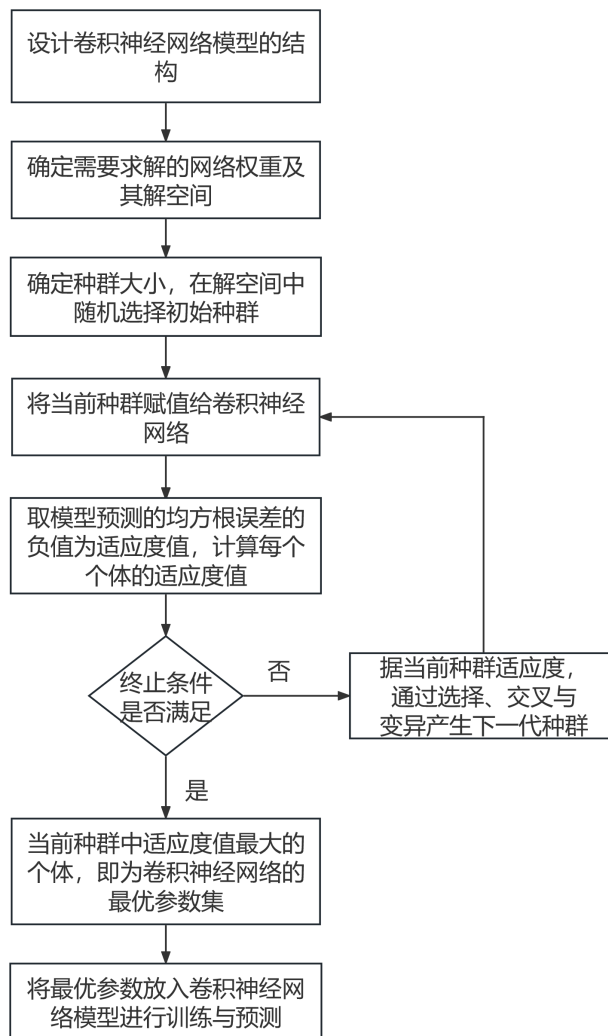 设计卷积神经网络模型的结
构
确定需要求解的网络权重及
其解空间
确定种群大小，在解空间中
随机选择初始种群
将当前种群赋值给卷积神经
网络
取模型预测的均方根误差的
负值为适应度值，计算每个
个体的适应度值
终止条件
是否满足
否
据当前种群适应度，
通过选择、交叉与
变异产生下一代种群
是
当前种群中适应度值最大的
个体，即为卷积神经网络的
最优参数集
将最优参数放入卷积神经网
络模型进行训练与预测